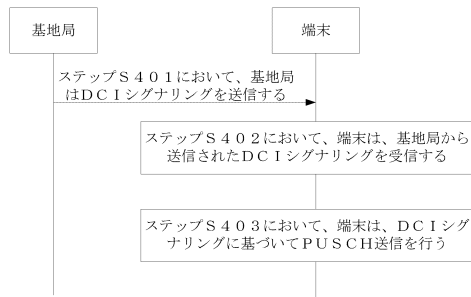 基地局
端末
ステップS401において、基地局
はDCIシグナリングを送信する
ステップS402において、端末は、基地局から
送信されたDCIシグナリングを受信する
ステップS403において、端末は、DCIシグ
ナリングに基づいてPUSCH送信を行う